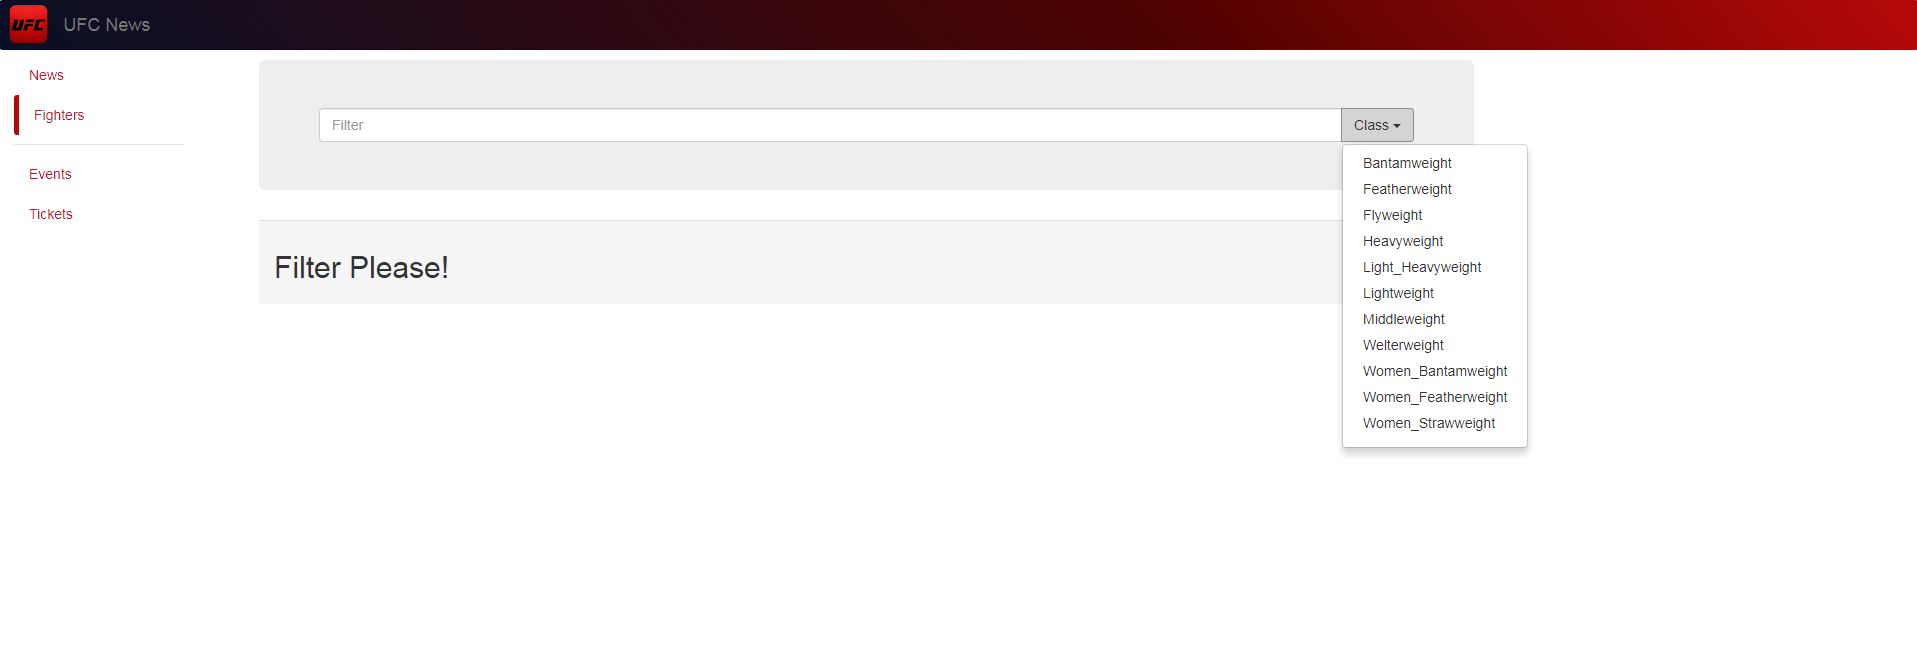 UFC UFC News
News
Fighters
Events
Tickets
Filter Class
Bantamweight
Featherweight
Flyweight
Heavyweight
Light_Heavyweight
Lightweight
Middleweight
Welterweight
Women_Bantamweight
Women_Featherweight
Women_Strawweight
Filter Please!